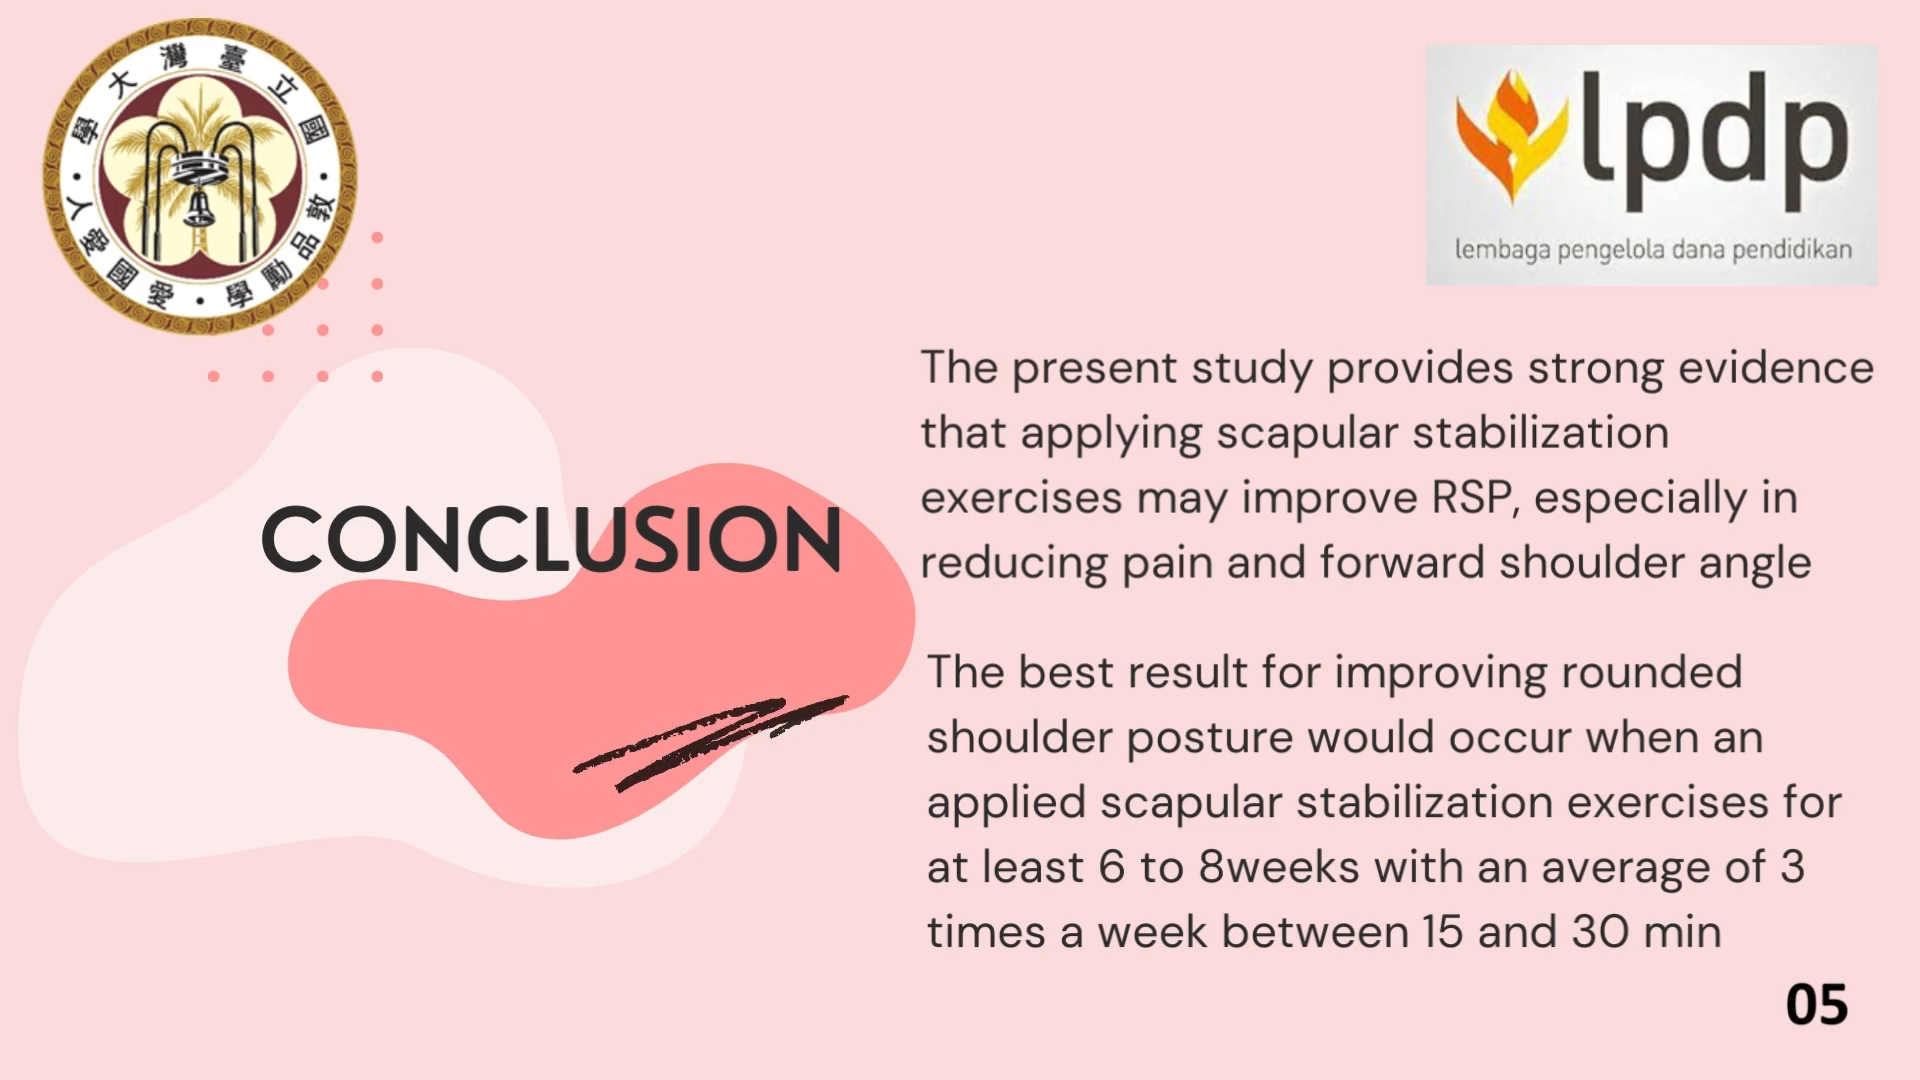 國立臺灣大學
敦品勵學・愛國愛人
lpdp
lembaga pengelola dana pendidikan
CONCLUSION
The present study provides strong evidence
that applying scapular stabilization
exercises may improve RSP, especially in
reducing pain and forward shoulder angle
The best result for improving rounded
shoulder posture would occur when an
applied scapular stabilization exercises for
at least 6 to 8weeks with an average of 3
times a week between 15 and 30 min
05